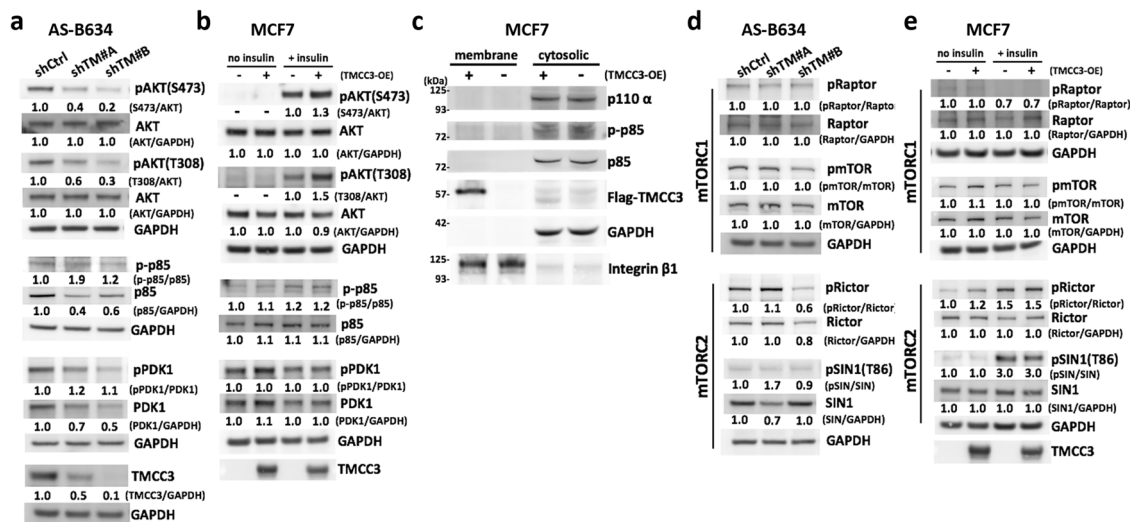 a
AS-B634
shCtrl shTM#A shTM#B
pAKT(S473)
1.0 0.4 0.2 (S473/AKT)
AKT
1.0 1.0 1.0 (AKT/GAPDH)
pAKT(T308)
1.0 0.6 0.3 (T308/AKT)
AKT
1.0 1.0 1.0 (AKT/GAPDH)
GAPDH
p-p85
1.0 1.9 1.2 (p-p85/p85)
p85
1.0 0.4 0.6 (p85/GAPDH)
GAPDH
pPDK1
1.0 1.2 1.1 (pPDK1/PDK1)
PDK1
1.0 0.7 0.5 (PDK1/GAPDH)
GAPDH
TMCC3
1.0 0.5 0.1 (TMCC3/GAPDH)
GAPDH
b
MCF7
no insulin + insulin
- + - + (TMCC3-OE)
pAKT(S473)
- - 1.0 1.3 (S473/AKT)
AKT
1.0 1.0 1.0 1.0 (AKT/GAPDH)
pAKT(T308)
- - 1.0 1.5 (T308/AKT)
AKT
1.0 1.0 1.0 0.9 (AKT/GAPDH)
GAPDH
p-p85
1.0 1.1 1.2 1.2 (p-p85/p85)
p85
1.0 1.1 1.1 1.1 (p85/GAPDH)
pPDK1
1.0 1.0 1.0 1.0 (pPDK1/PDK1)
PDK1
1.0 1.1 1.0 1.0 (PDK1/GAPDH)
GAPDH
TMCC3
c
MCF7
membrane cytosolic
(kDa) + - + - (TMCC3-OE)
125-
p110 α
93-
125-
p-p85
72-
93-
p85
72-
Flag-TMCC3
57-
42-
GAPDH
36-
125-
Integrin β1
93-
d
AS-B634
shCtrl shTM#A shTM#B
mTORC1
pRaptor
1.0 1.0 1.0 (pRaptor/Raptor)
Raptor
1.0 1.0 1.0 (Raptor/GAPDH)
pmTOR
1.0 1.0 1.0 (pmTOR/mTOR)
mTOR
1.0 1.0 1.0 (mTOR/GAPDH)
GAPDH
mTORC2
pRictor
1.0 1.1 0.6 (pRictor/Rictor)
Rictor
1.0 1.0 0.8 (Rictor/GAPDH)
pSIN1(T86)
1.0 1.7 0.9 (pSIN/SIN)
SIN1
1.0 0.7 1.0 (SIN/GAPDH)
GAPDH
e
MCF7
no insulin + insulin
- + - + (TMCC3-OE)
mTORC1
pRaptor
1.0 1.0 0.7 0.7 (pRaptor/Raptor)
Raptor
1.0 1.0 1.0 1.0 (Raptor/GAPDH)
GAPDH
pmTOR
1.0 1.1 1.0 1.0 (pmTOR/mTOR)
mTOR
1.0 1.0 1.0 1.0 (mTOR/GAPDH)
GAPDH
mTORC2
pRictor
1.0 1.2 1.5 1.5 (pRictor/Rictor)
Rictor
1.0 1.0 1.0 1.0 (Rictor/GAPDH)
pSIN1(T86)
1.0 1.0 3.0 3.0 (pSIN/SIN)
SIN1
1.0 1.0 1.0 1.0 (SIN1/GAPDH)
GAPDH
TMCC3